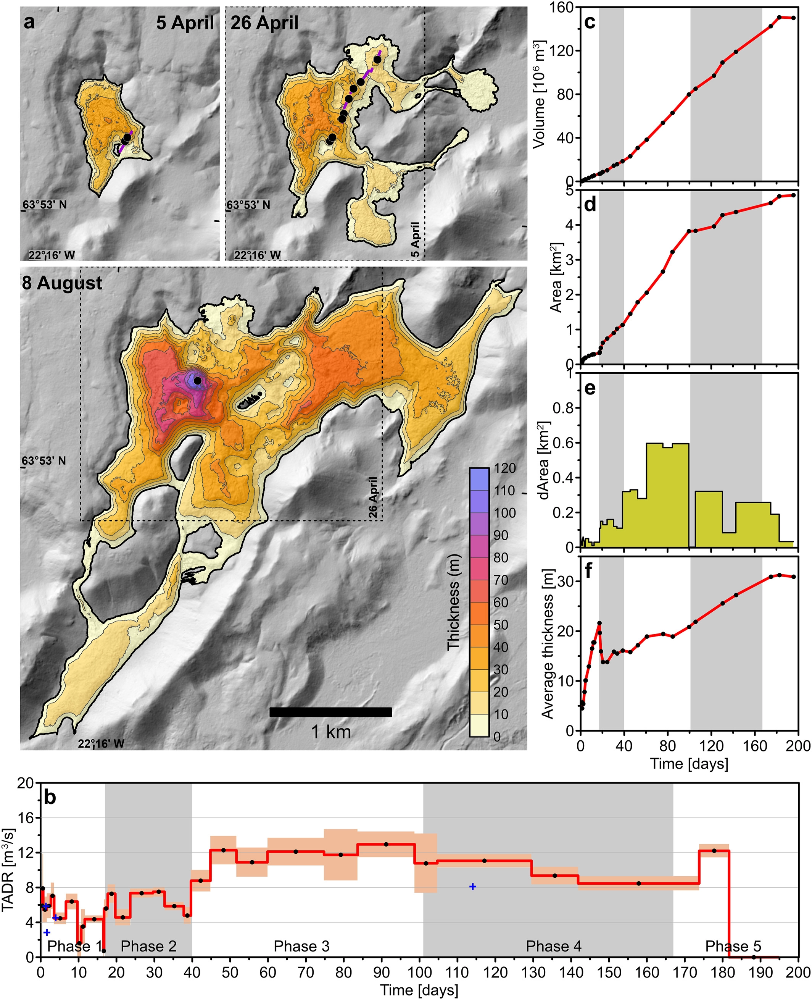 a
5 April
63°53' N
22°16' W
26 April
63°53' N
22°16' W
5 Apríl
8 August
63°53' N
22°16' W
26 Apríl
Thickness (m)
120
110
100
90
80
70
60
50
40
30
20
10
0
1 km
c
Volume [10⁶ m³]
160
120
80
40
0
d
Area [km²]
5
4
3
2
1
0
e
dArea [km²]
1
0.8
0.6
0.4
0.2
0
f
Average thickness [m]
30
20
10
0
0 40 80 120 160 200
Time [days]
b
TADR [m³/s]
20
16
12
8
4
0
Phase 1 Phase 2 Phase 3 Phase 4 Phase 5
0 10 20 30 40 50 60 70 80 90 100 110 120 130 140 150 160 170 180 190 200
Time [days]